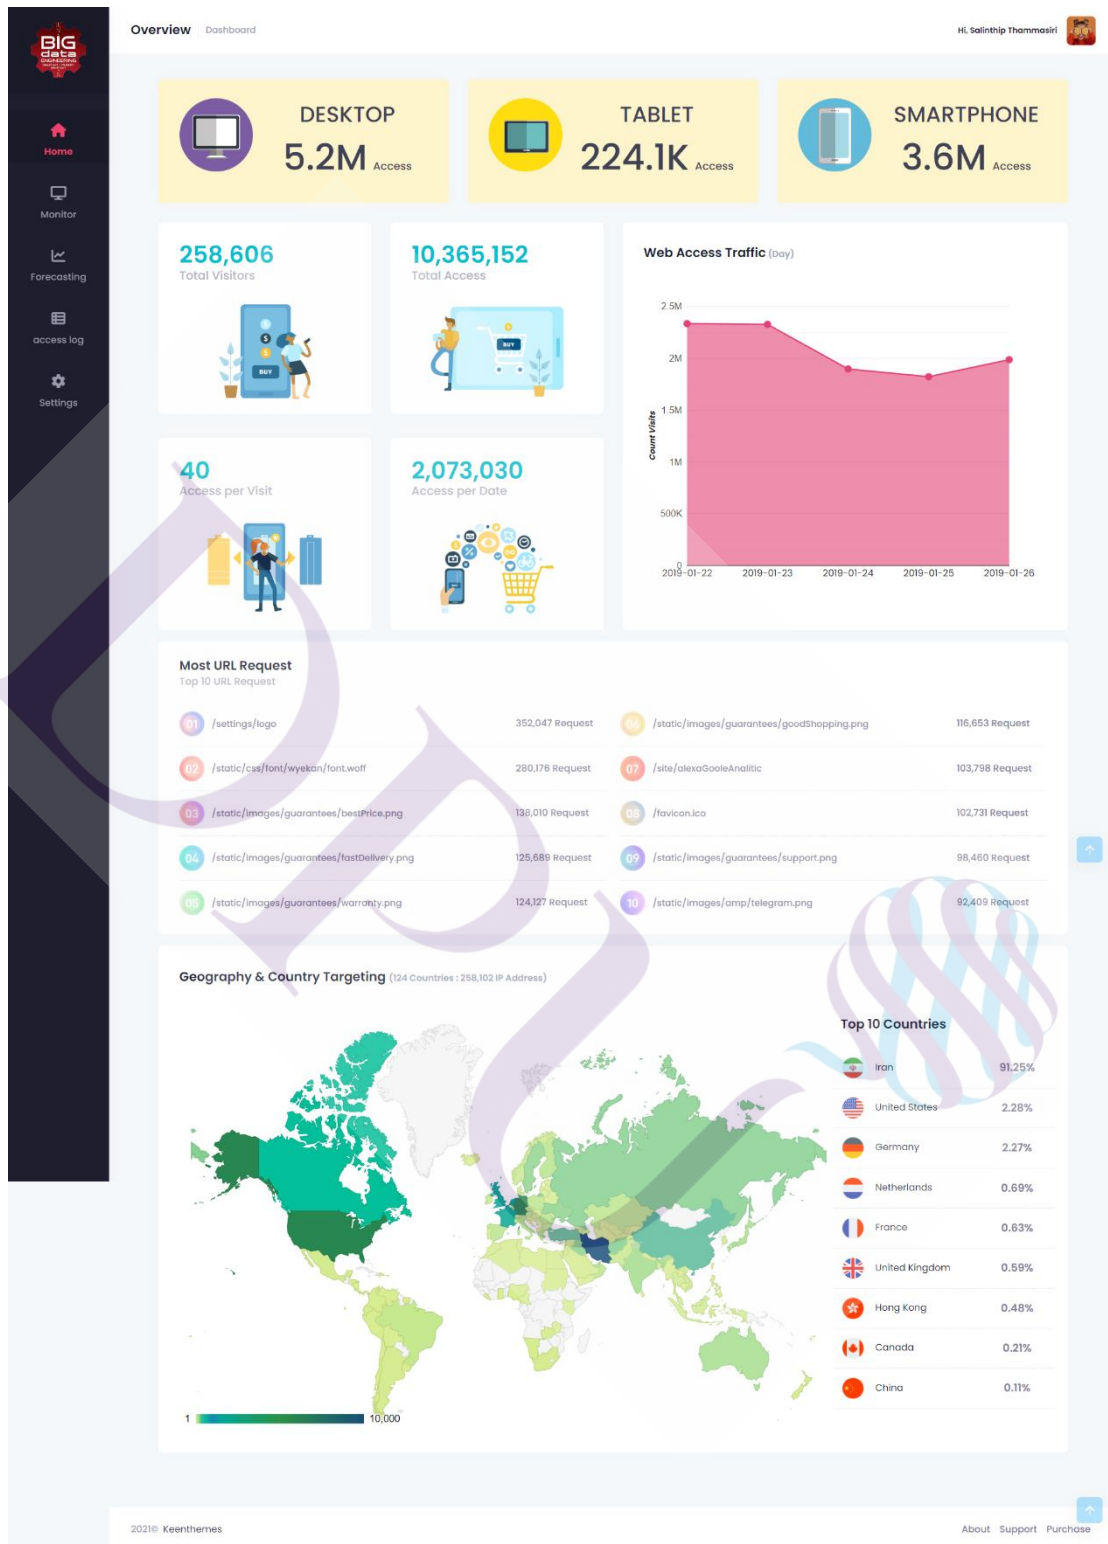 BIG
data
ENGINEERING
Overview Dashboard
Hi, Salinthip Thammasiri
Home
Monitor
Forecasting
access log
Settings
DESKTOP
5.2M Access
TABLET
224.1K Access
SMARTPHONE
3.6M Access
258,606
Total Visitors
BUY
10,365,152
Total Access
BUY
40
Access per Visit
2,073,030
Access per Date
Web Access Traffic (Day)
2.5M
2M
1.5M
1M
500K
0
Count Visits
2019-01-22 2019-01-23 2019-01-24 2019-01-25 2019-01-26
Most URL Request
Top 10 URL Request
01 /settings/logo 352,047 Request
02 /static/css/font/wyekan/font.woff 280,176 Request
03 /static/images/guarantees/bestPrice.png 138,010 Request
04 /static/images/guarantees/fastDelivery.png 125,689 Request
05 /static/images/guarantees/warranty.png 124,127 Request
06 /static/images/guarantees/goodShopping.png 116,653 Request
07 /site/alexaGooleAnalitic 103,798 Request
08 /favicon.ico 102,731 Request
09 /static/images/guarantees/support.png 98,460 Request
10 /static/images/amp/telegram.png 92,409 Request
Geography & Country Targeting (124 Countries : 258,102 IP Address)
Top 10 Countries
Iran 91.25%
United States 2.28%
Germany 2.27%
Netherlands 0.69%
France 0.63%
United Kingdom 0.59%
Hong Kong 0.48%
Canada 0.21%
China 0.11%
1 10,000
2021© Keenthemes
About Support Purchase
DPU